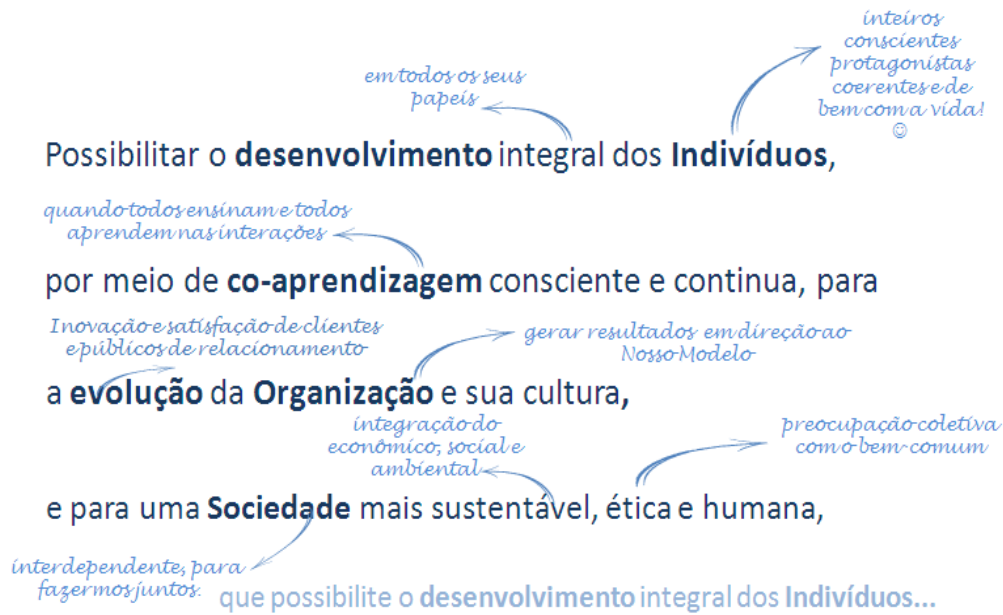 inteiros
conscientes
protagonistas
coerentes e de
bem com a vida!
☺
em todos os seus
papeis
Possibilitar o desenvolvimento integral dos Indivíduos,
quando todos ensinam e todos
aprendem nas interações
por meio de co-aprendizagem consciente e continua, para
Inovação e satisfação de clientes
e públicos de relacionamento
gerar resultados em direção ao
Nosso Modelo
a evolução da Organização e sua cultura,
integração do
econômico, social e
ambiental
preocupação coletiva
com o bem-comum
e para uma Sociedade mais sustentável, ética e humana,
interdependente, para
fazermos juntos.
que possibilite o desenvolvimento integral dos Indivíduos...